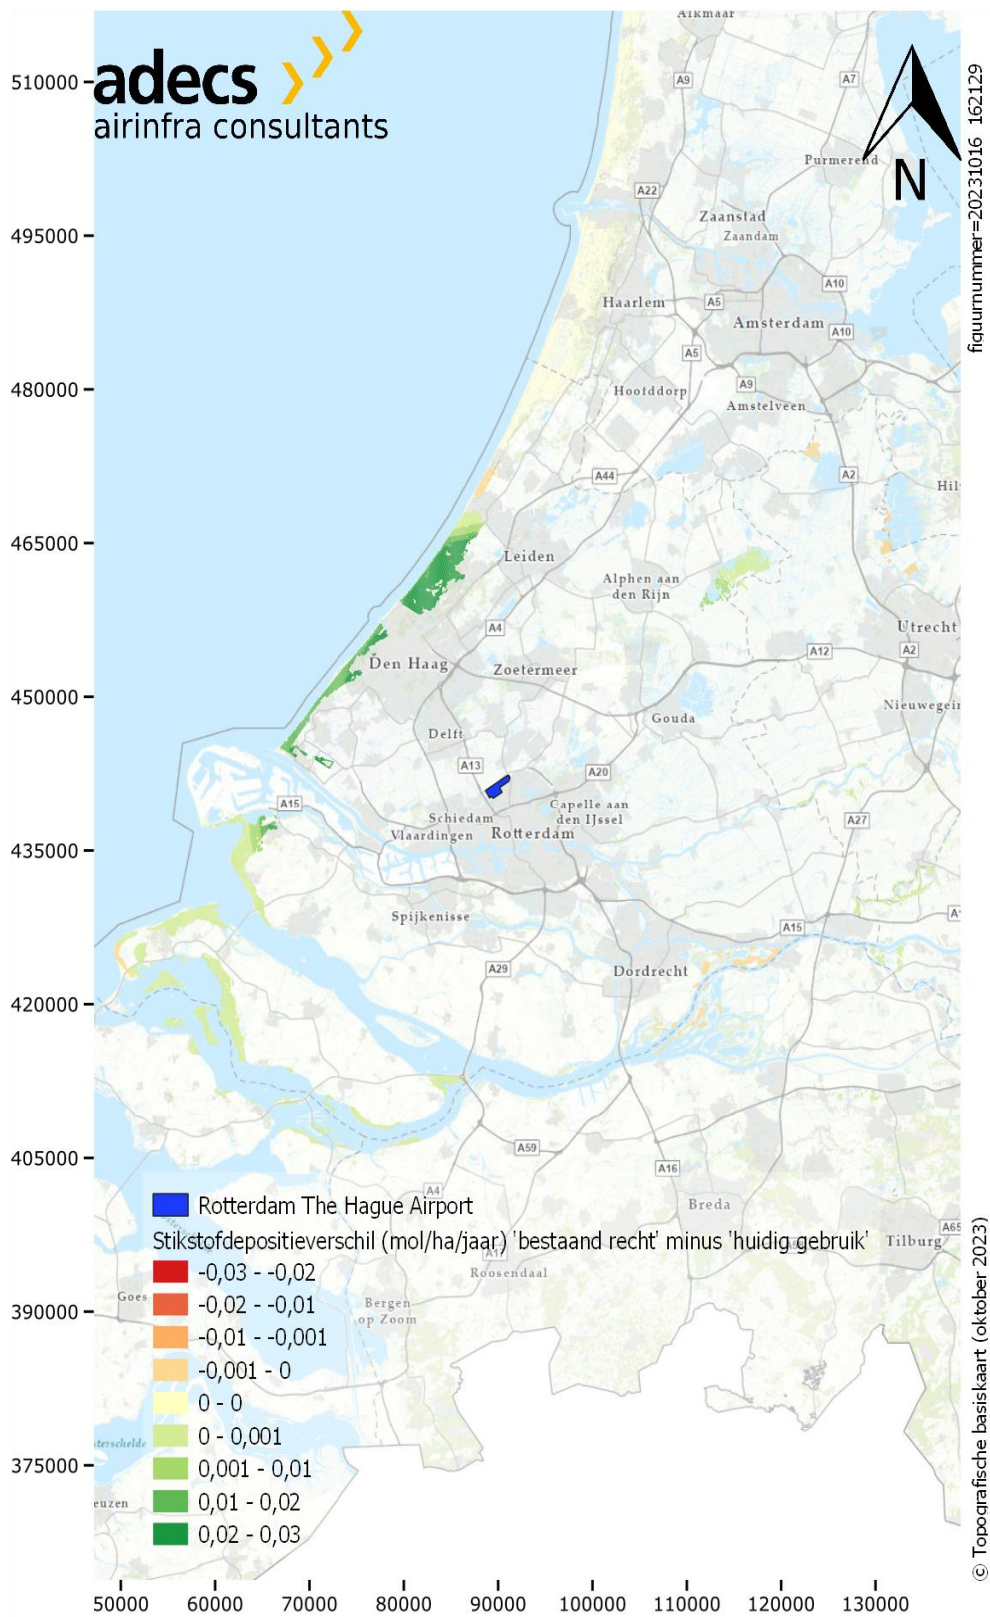 adecs
airinfra consultants
N
figuurnummer=20231016 162129
© Topografische basiskaart (oktober 2023)
510000
495000
480000
465000
450000
435000
420000
405000
390000
375000
50000
60000
70000
80000
90000
100000
110000
120000
130000
Alkmaar
A9
A7
Purmerend
A22
Zaanstad
Zaandam
A10
Haarlem
A5
Amsterdam
A10
A5
A9
Hoofddorp
Amstelveen
A44
A2
Hil
Leiden
Alphen aan
den Rijn
A4
Utrecht
A12
A2
Den Haag
Zoetermeer
Nieuwegein
Gouda
Delft
A13
A20
A15
Capelle aan
den IJssel
Schiedam
Vlaardingen
Rotterdam
A27
Spijkenisse
A15
A29
Dordrecht
A59
A16
A4
Breda
A65
Tilburg
Roosendaal
Goes
Bergen
op Zoom
terschelde
euzen
Rotterdam The Hague Airport
Stikstofdepositieverschil (mol/ha/jaar) 'bestaand recht' minus 'huidig gebruik'
-0,03 - -0,02
-0,02 - -0,01
-0,01 - -0,001
-0,001 - 0
0 - 0
0 - 0,001
0,001 - 0,01
0,01 - 0,02
0,02 - 0,03